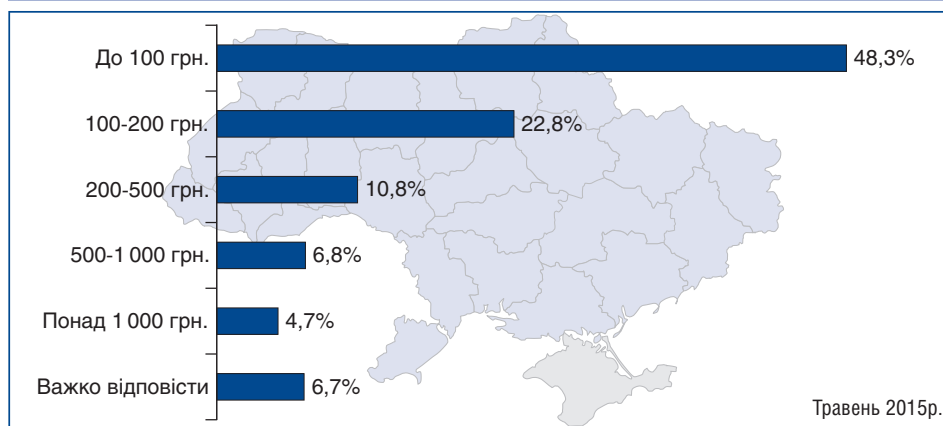 До 100 грн. 48,3%
100-200 грн. 22,8%
200-500 грн. 10,8%
500-1 000 грн. 6,8%
Понад 1 000 грн. 4,7%
Важко відповісти 6,7%
Травень 2015р.